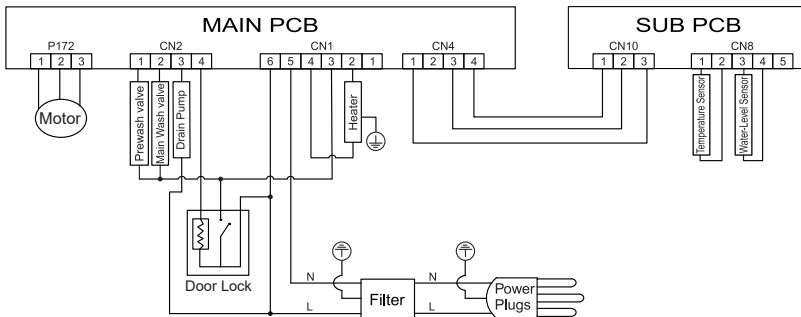 MAIN PCB
SUB PCB
P172
CN2
CN1
CN4
CN10
CN8
1 2 3
1 2 3 4
6 5 4 3 2 1
1 2 3 4
1 2 3
1 2 3 4 5
Motor
Prewash valve
Main Wash valve
Drain Pump
Heater
Temperature Sensor
Water-Level Sensor
Door Lock
N
L
Filter
N
L
Power
Plugs